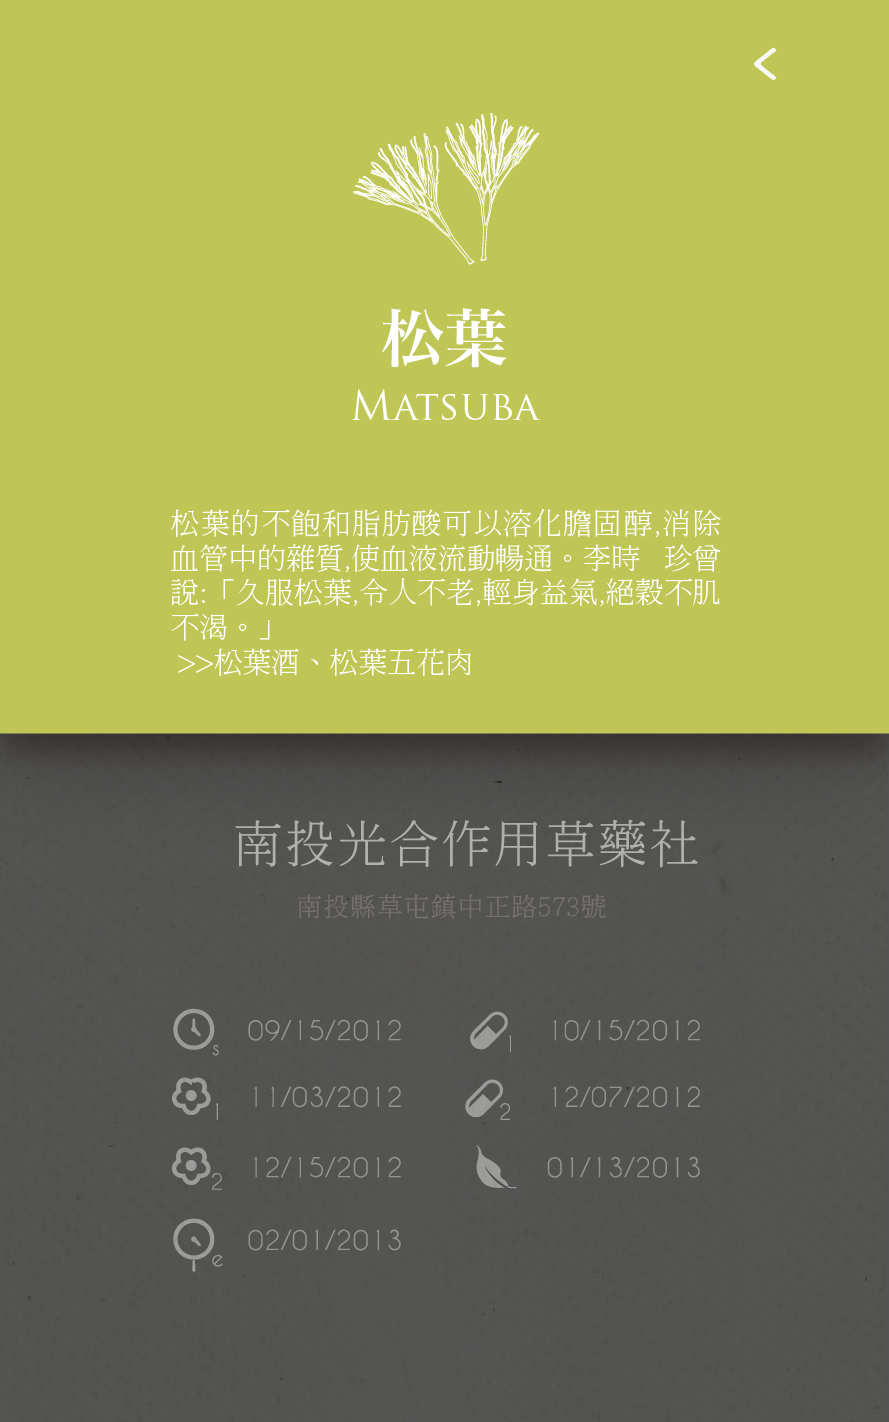 松葉
MATSUBA
松葉的不飽和脂肪酸可以溶化膽固醇,消除
血管中的雜質,使血液流動暢通。李時 珍曾
說:「久服松葉,令人不老,輕身益氣,絕穀不肌
不渴。」
>>松葉酒、松葉五花肉
南投光合作用草藥社
南投縣草屯鎮中正路573號
s 09/15/2012 1 10/15/2012
1 11/03/2012 2 12/07/2012
2 12/15/2012 01/13/2013
e 02/01/2013